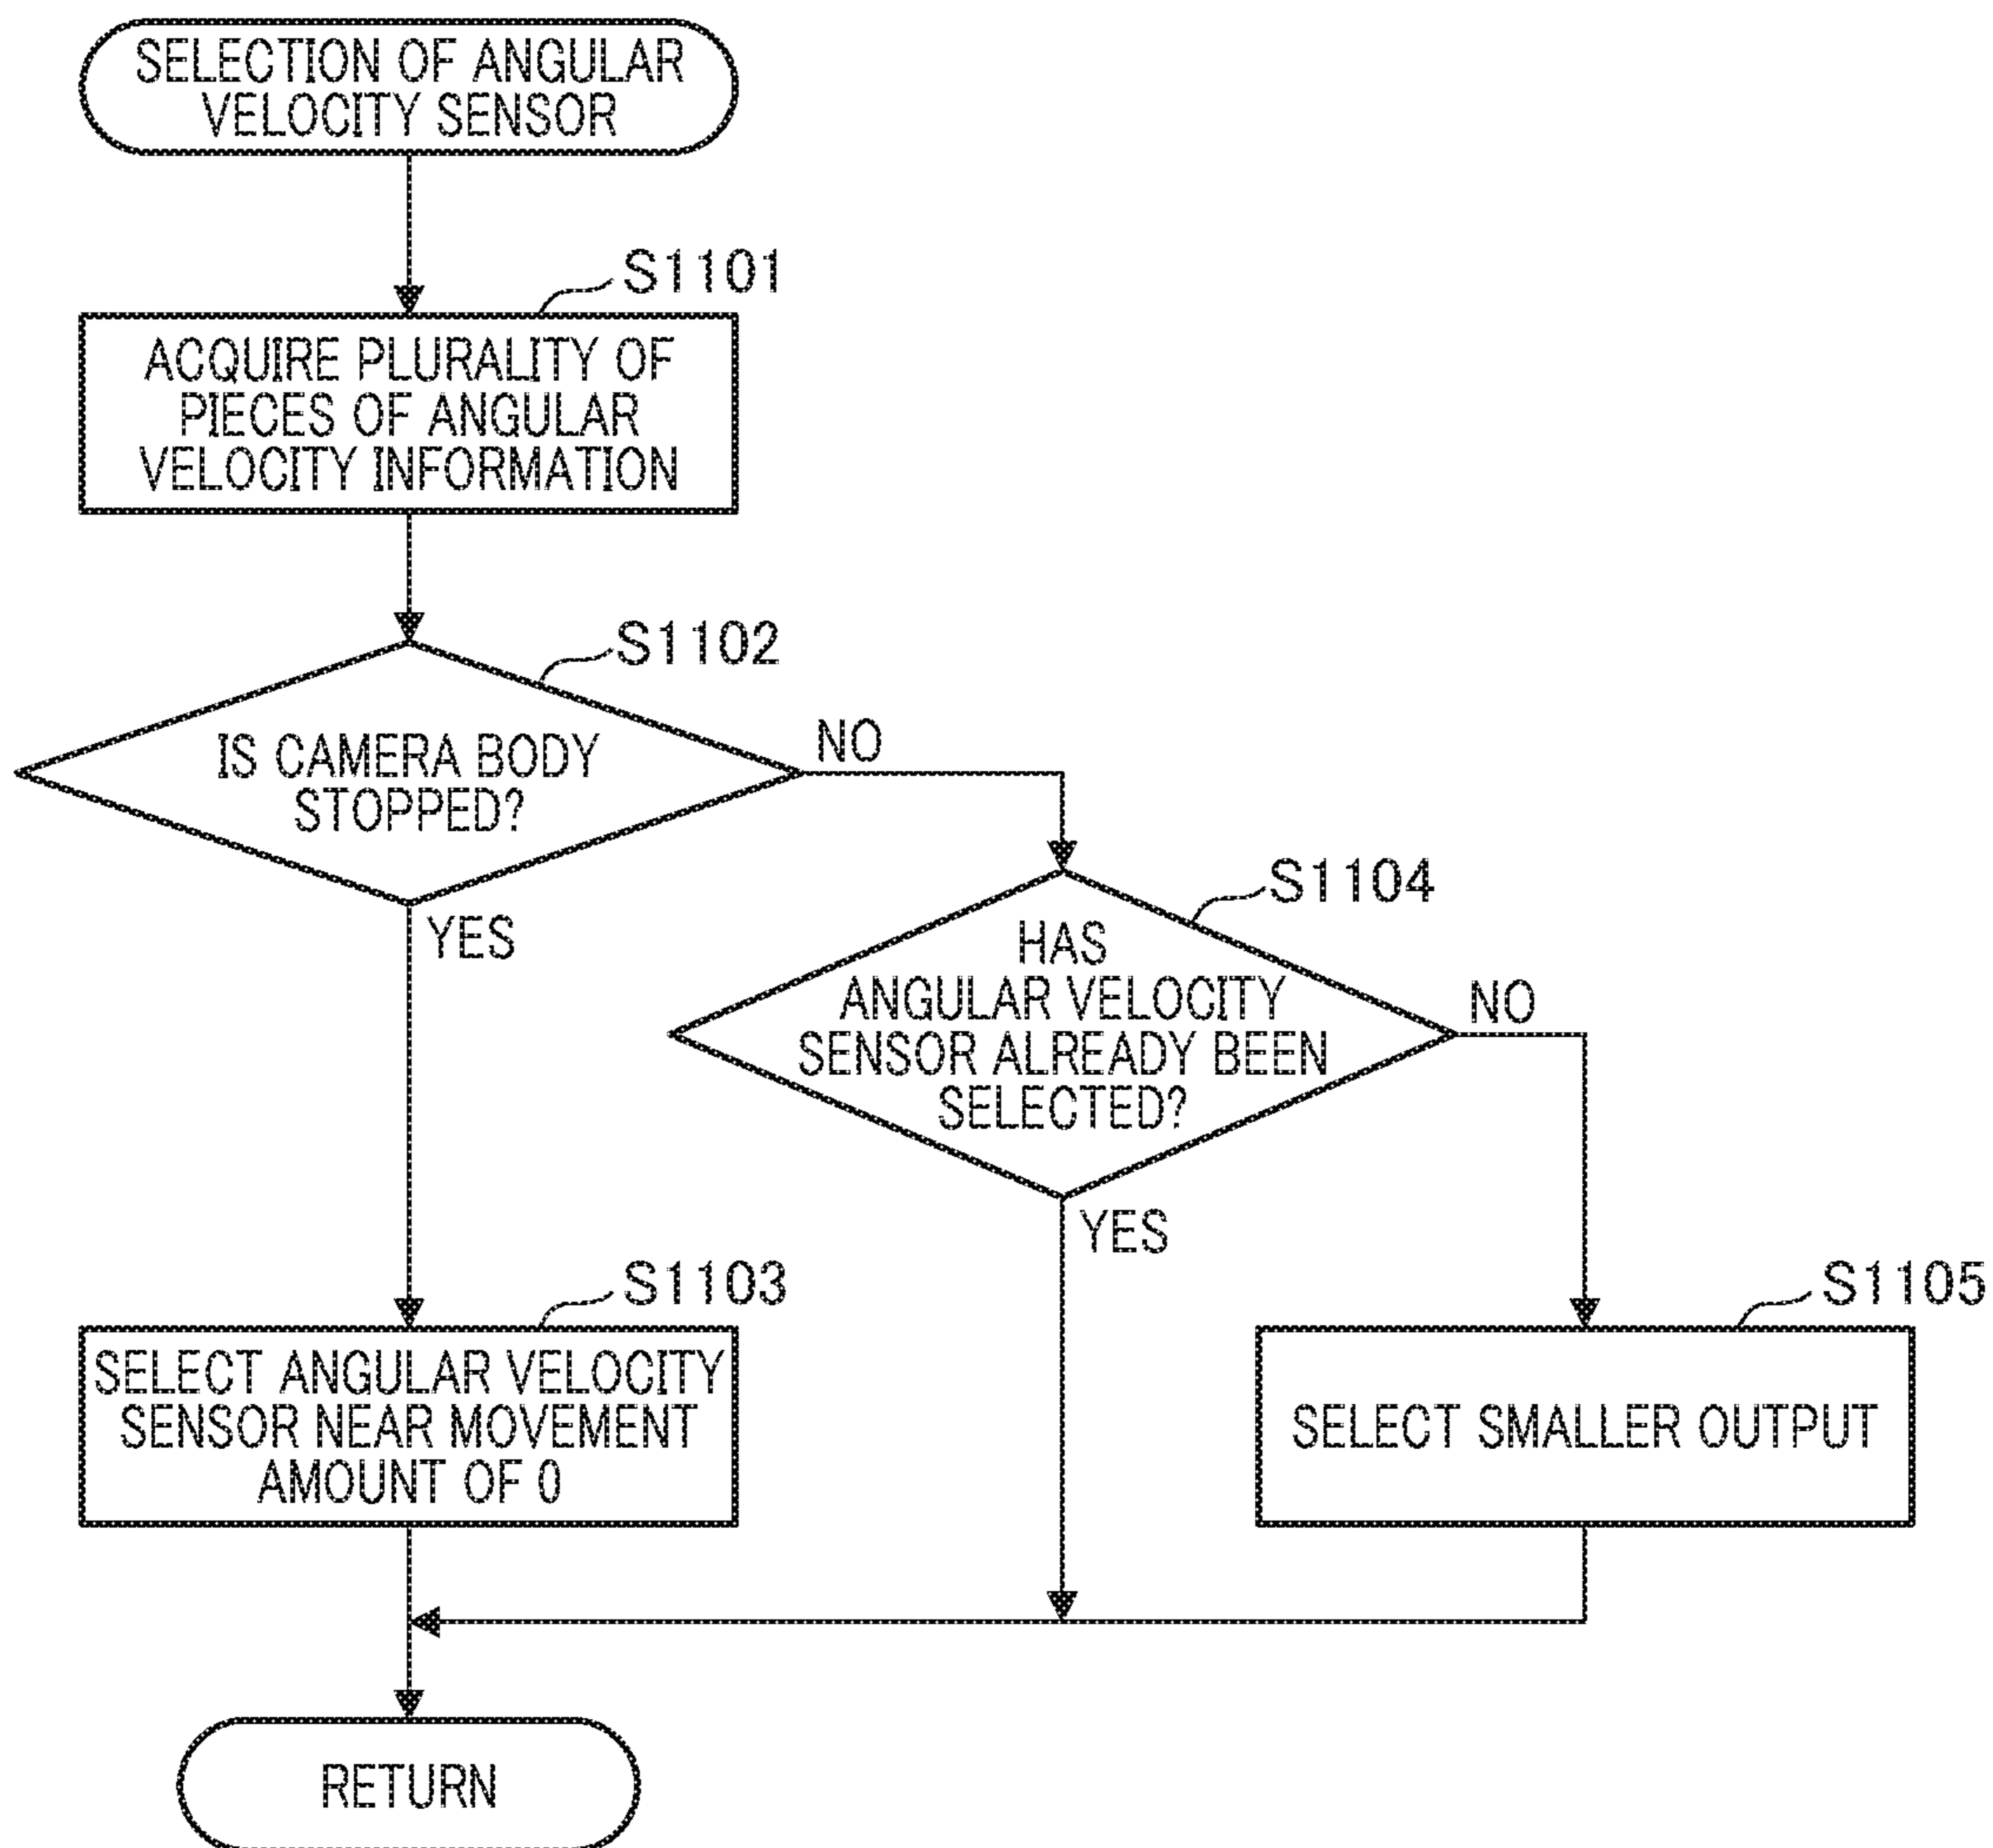 SELECTION OF ANGULAR
VELOCITY SENSOR
S1101
ACQUIRE PLURALITY OF
PIECES OF ANGULAR
VELOCITY INFORMATION
S1102
IS CAMERA BODY
STOPPED?
NO
YES
S1104
HAS
ANGULAR VELOCITY
SENSOR ALREADY BEEN
SELECTED?
NO
YES
S1103
SELECT ANGULAR VELOCITY
SENSOR NEAR MOVEMENT
AMOUNT OF 0
S1105
SELECT SMALLER OUTPUT
RETURN